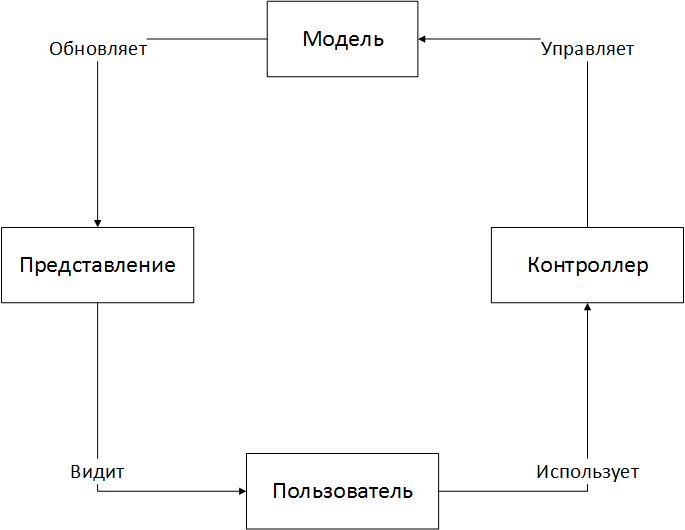 Модель
Обновляет
Управляет
Представление
Контроллер
Видит
Использует
Пользователь